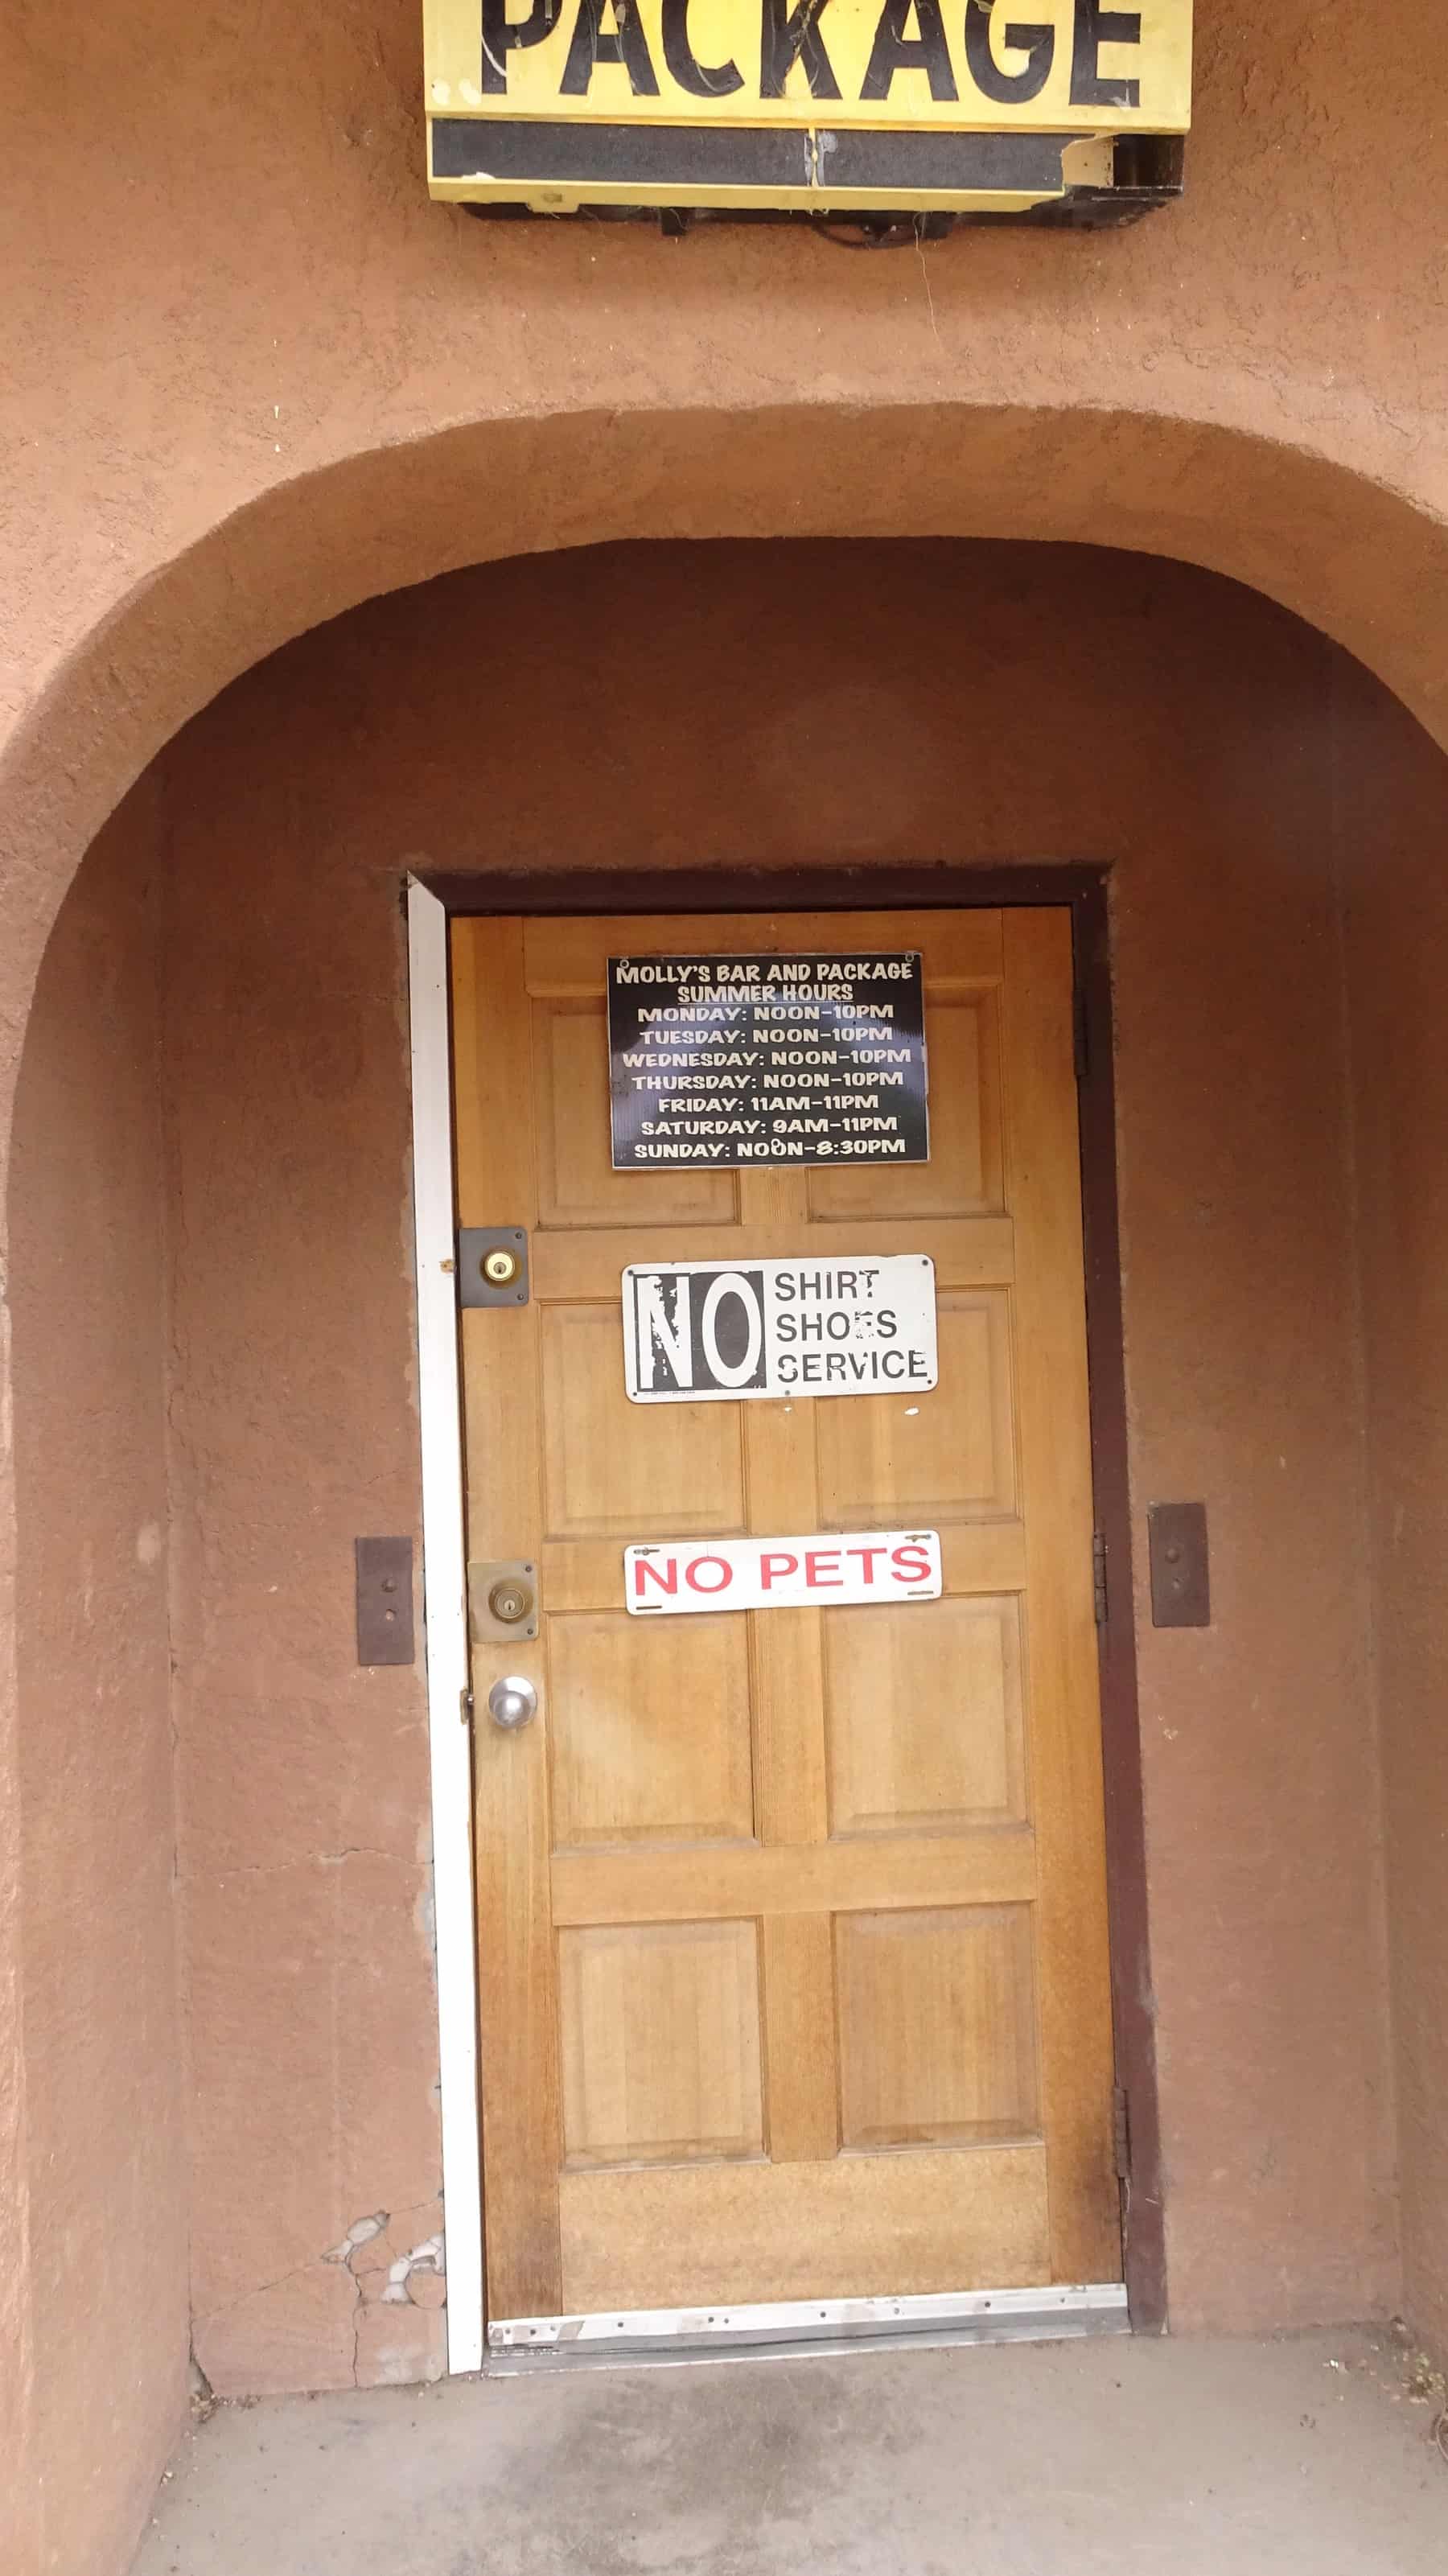 PACKAGE
MOLLY'S BAR AND PACKAGE
SUMMER HOURS
MONDAY: NOON-10PM
TUESDAY: NOON-10PM
WEDNESDAY: NOON-10PM
THURSDAY: NOON-10PM
FRIDAY: 11AM-11PM
SATURDAY: 9AM-11PM
SUNDAY: NOON-8:30PM
NO SHIRT
SHOES
SERVICE
NO PETS